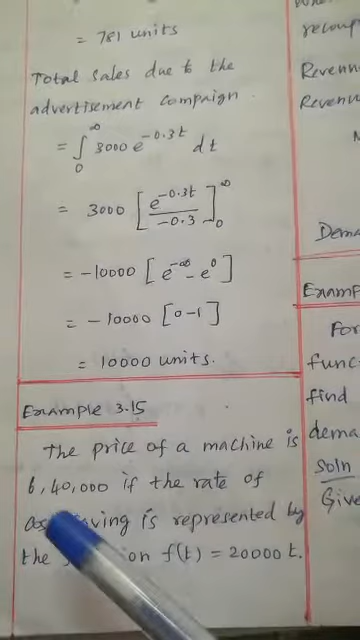 = 781 units
Total sales due to the
advertisement compaign.
= ∫₀^∞ 3000 e^-0.3t dt
= 3000 [e^-0.3t / -0.3]₀^∞
= -10000 [e^-∞ - e^0]
= -10000 [0-1]
= 10000 units.
Example 3.15
The price of a machine is
6,40,000 if the rate of
is represented by
the f(t) = 20000 t.
recoup
Revenu
Revenu
Dema
Examp
For
func
find
dema
Soln
Give